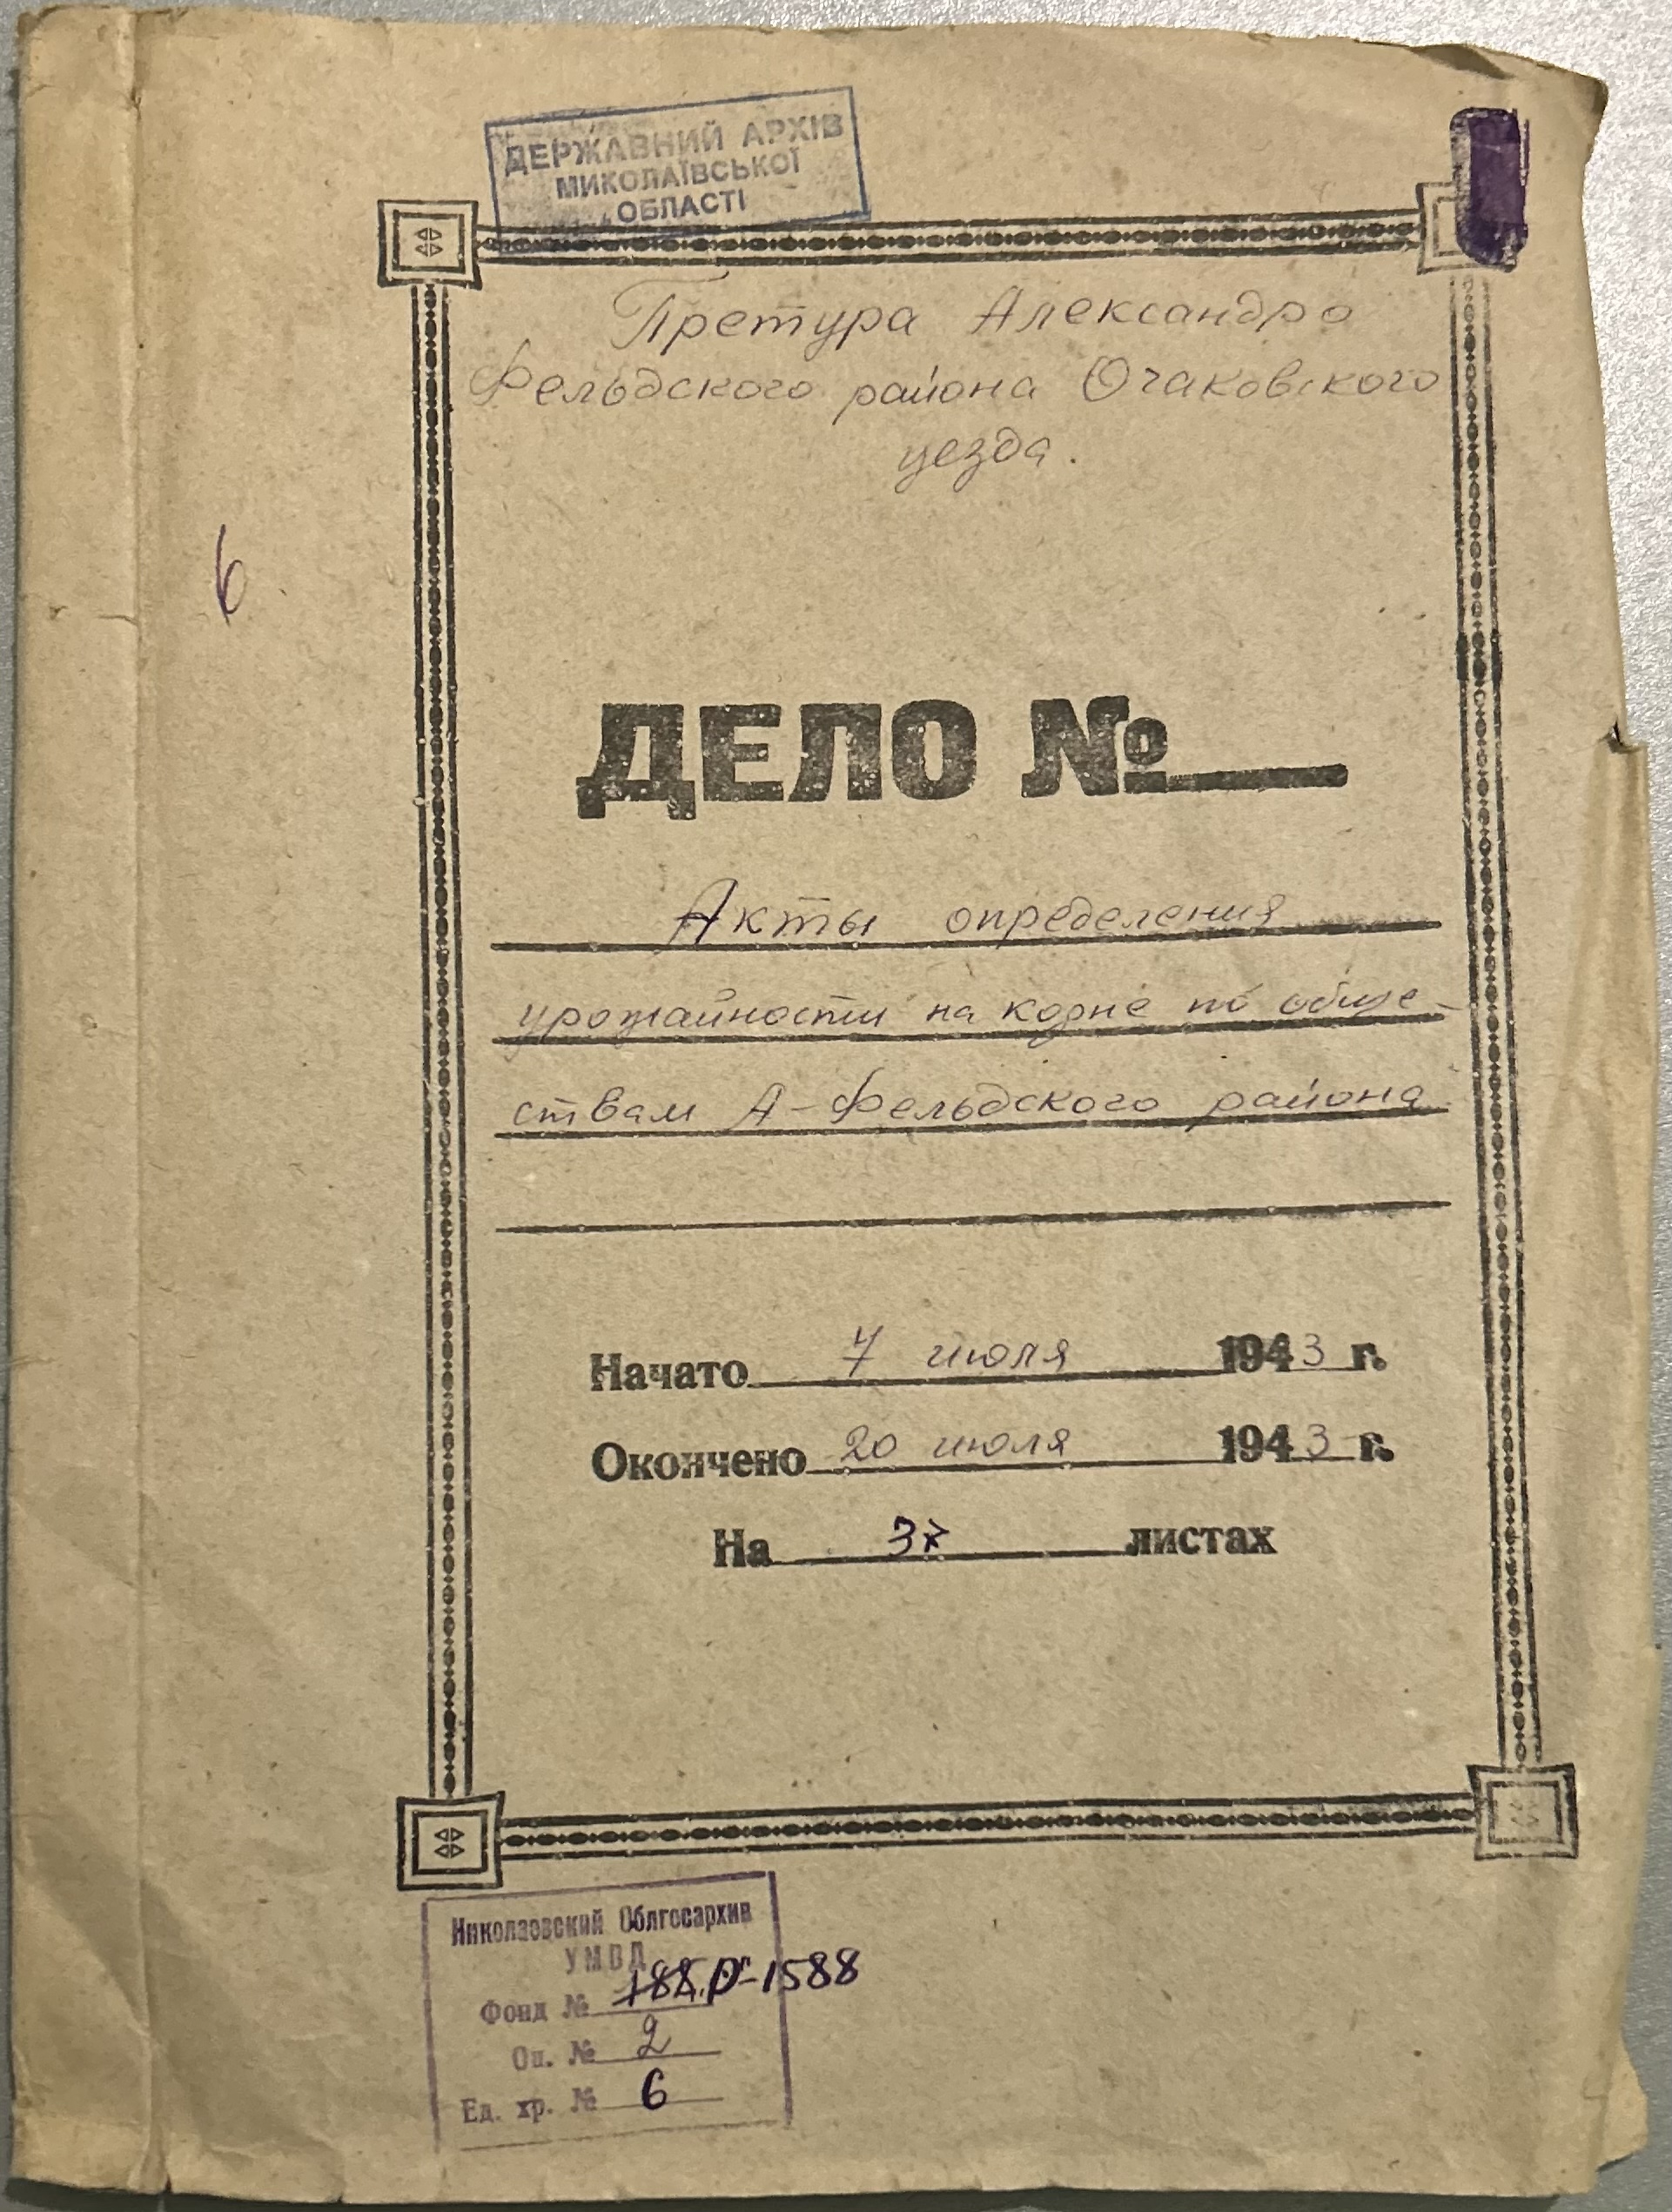 ДЕРЖАВНИЙ АРХІВ
МИКОЛАЇВСЬКОЇ
ОБЛАСТІ
Претура Александро
Фельдского района Очаковского
уезда.
6
ДЕЛО №
Акты определения
урожайности на корне по обще-
ствам А-Фельдского района
Начато 7 июля 1943 г.
Окончено 20 июля 1943 г.
На 37 листах
Николаевский Облгосархив
УМВД
Фонд № Р-1588
Оп. № 2
Ед. хр. № 6